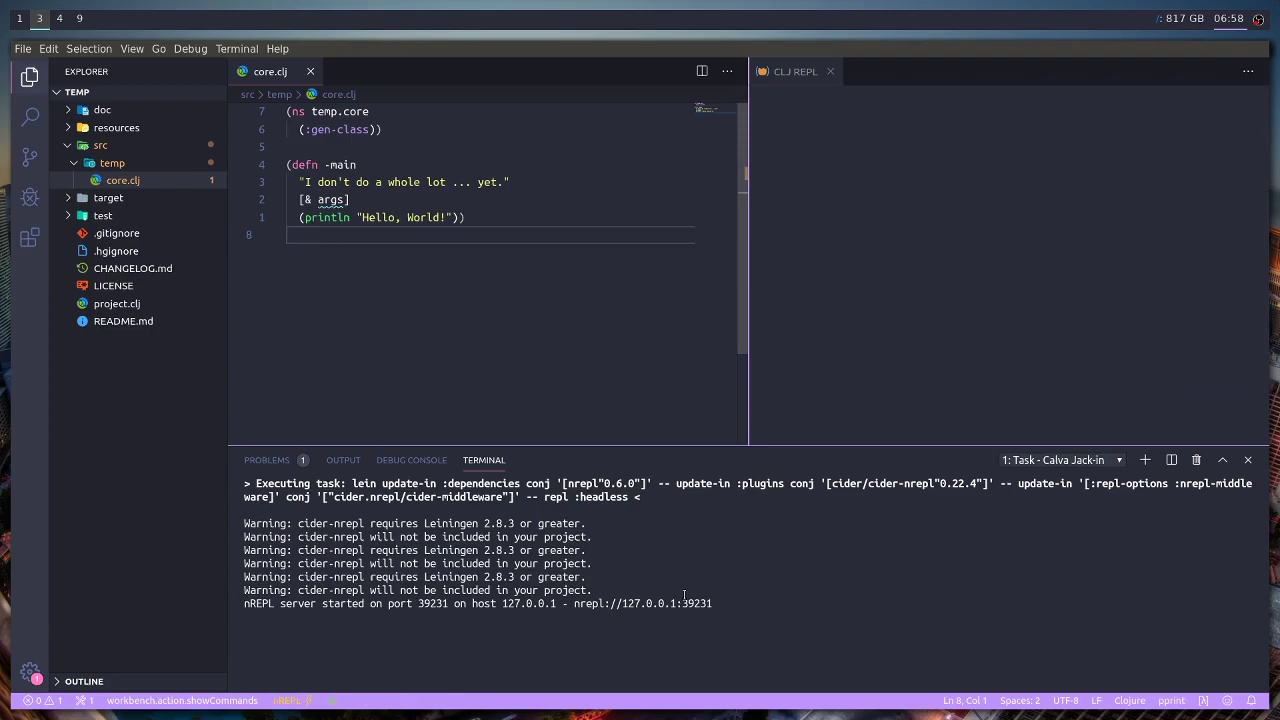 1 3 4 9
/: 817 GB 06:58
File Edit Selection View Go Debug Terminal Help
EXPLORER
TEMP
doc
resources
src
temp
core.clj 1
target
test
.gitignore
.hgignore
CHANGELOG.md
LICENSE
project.clj
README.md
OUTLINE
core.clj
src > temp > core.clj
7 (ns temp.core
6 (:gen-class))
5
4 (defn -main
3 "I don't do a whole lot ... yet."
2 [& args]
1 (println "Hello, World!"))
8
CLJ REPL
PROBLEMS 1 OUTPUT DEBUG CONSOLE TERMINAL
1: Task - Calva Jack-in
> Executing task: lein update-in :dependencies conj '[nrepl"0.6.0"]' -- update-in :plugins conj '[cider/cider-nrepl"0.22.4"]' -- update-in '[:repl-options :nrepl-middle
ware]' conj '["cider.nrepl/cider-middleware"]' -- repl :headless <
Warning: cider-nrepl requires Leiningen 2.8.3 or greater.
Warning: cider-nrepl will not be included in your project.
Warning: cider-nrepl requires Leiningen 2.8.3 or greater.
Warning: cider-nrepl will not be included in your project.
Warning: cider-nrepl requires Leiningen 2.8.3 or greater.
Warning: cider-nrepl will not be included in your project.
nREPL server started on port 39231 on host 127.0.0.1 - nrepl://127.0.0.1:39231
1
0 1 1 workbench.action.showCommands nREPL
Ln 8, Col 1 Spaces: 2 UTF-8 LF Clojure pprint [λ]